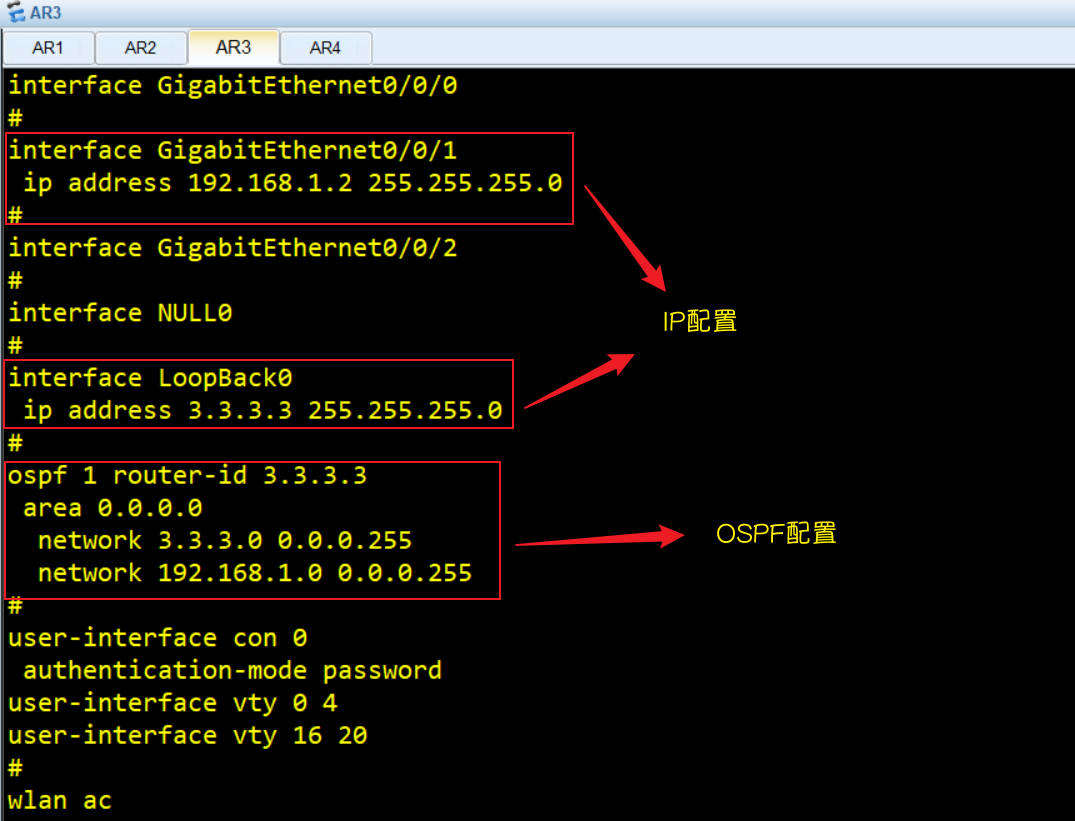 AR3
AR1 AR2 AR3 AR4
interface GigabitEthernet0/0/0
#
interface GigabitEthernet0/0/1
ip address 192.168.1.2 255.255.255.0
#
interface GigabitEthernet0/0/2
#
interface NULL0
IP配置
#
interface LoopBack0
ip address 3.3.3.3 255.255.255.0
#
ospf 1 router-id 3.3.3.3
area 0.0.0.0
OSPF配置
network 3.3.3.0 0.0.0.255
network 192.168.1.0 0.0.0.255
#
user-interface con 0
authentication-mode password
user-interface vty 0 4
user-interface vty 16 20
#
wlan ac